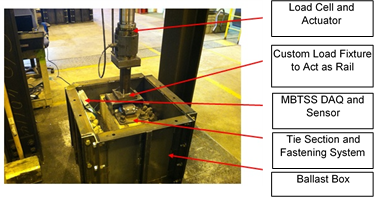 Load Cell and
Actuator
Custom Load Fixture
to Act as Rail
MBTSS DAQ and
Sensor
Tie Section and
Fastening System
Ballast Box